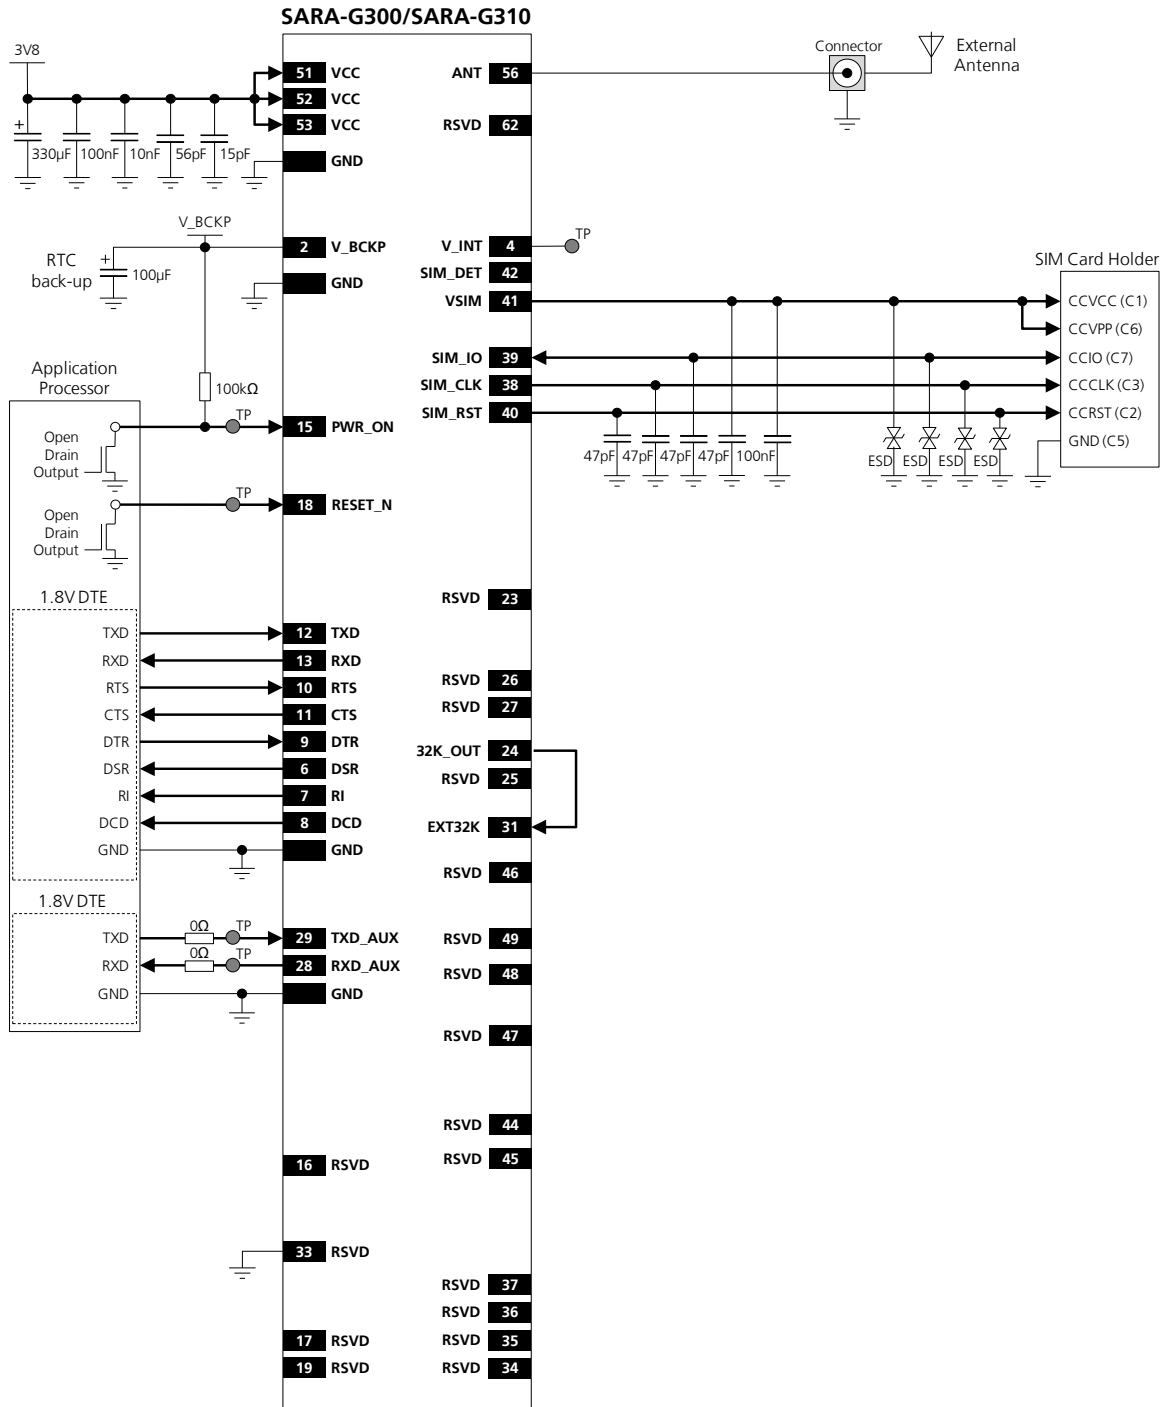 SARA-G300/SARA-G310
3V8
51 VCC
52 VCC
53 VCC
GND
+
330µF 100nF 10nF 56pF 15pF
ANT 56
Connector
External
Antenna
RSVD 62
V_BCKP
2 V_BCKP
GND
RTC
back-up
+
100µF
100kΩ
V_INT 4
TP
SIM_DET 42
VSIM 41
SIM_IO 39
SIM_CLK 38
SIM_RST 40
47pF 47pF 47pF 47pF 100nF
ESD ESD ESD ESD
SIM Card Holder
CCVCC (C1)
CCVPP (C6)
CCIO (C7)
CCCLK (C3)
CCRST (C2)
GND (C5)
Application
Processor
Open
Drain
Output
TP
15 PWR_ON
Open
Drain
Output
TP
18 RESET_N
1.8V DTE
TXD 12 TXD
RXD 13 RXD
RTS 10 RTS
CTS 11 CTS
DTR 9 DTR
DSR 6 DSR
RI 7 RI
DCD 8 DCD
GND GND
1.8V DTE
TXD 0Ω TP 29 TXD_AUX
RXD 0Ω TP 28 RXD_AUX
GND GND
RSVD 23
RSVD 26
RSVD 27
32K_OUT 24
RSVD 25
EXT32K 31
RSVD 46
RSVD 49
RSVD 48
RSVD 47
RSVD 44
RSVD 45
16 RSVD
33 RSVD
RSVD 37
RSVD 36
17 RSVD
RSVD 35
19 RSVD
RSVD 34